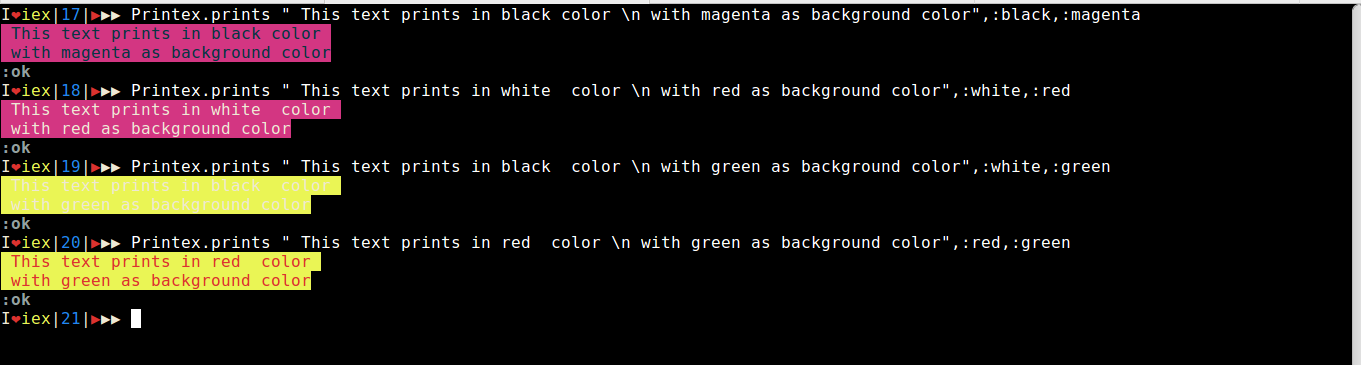 I❤iex|17|▶▶▶ Printex.prints " This text prints in black color \n with magenta as background color",:black,:magenta
This text prints in black color
with magenta as background color
:ok
I❤iex|18|▶▶▶ Printex.prints " This text prints in white  color \n with red as background color",:white,:red
This text prints in white  color
with red as background color
:ok
I❤iex|19|▶▶▶ Printex.prints " This text prints in black  color \n with green as background color",:white,:green
This text prints in black  color
with green as background color
:ok
I❤iex|20|▶▶▶ Printex.prints " This text prints in red  color \n with green as background color",:red,:green
This text prints in red  color
with green as background color
:ok
I❤iex|21|▶▶▶